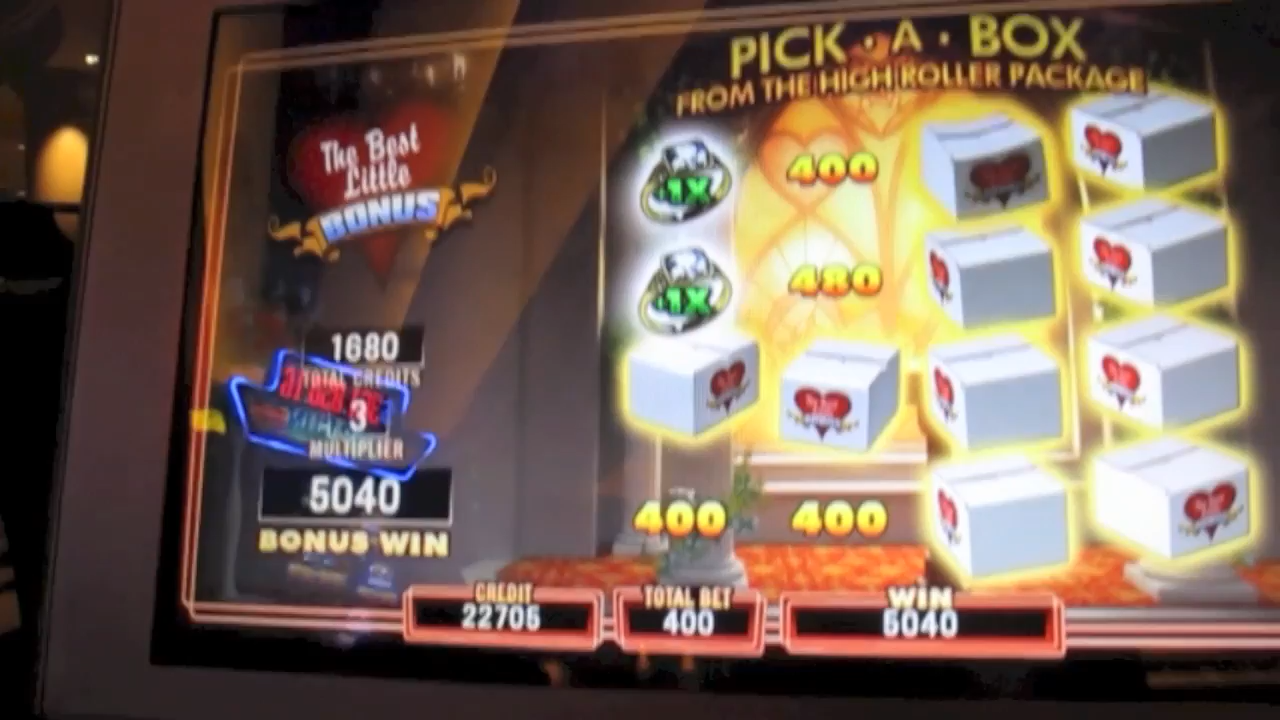 PICK·A·BOX
FROM THE HIGH ROLLER PACKAGE
The Best
Little
BONUS
1X
400
1X
480
1680
TOTAL CREDITS
3
MULTIPLIER
5040
BONUS WIN
400
400
CREDIT
22705
TOTAL BET
400
WIN
5040